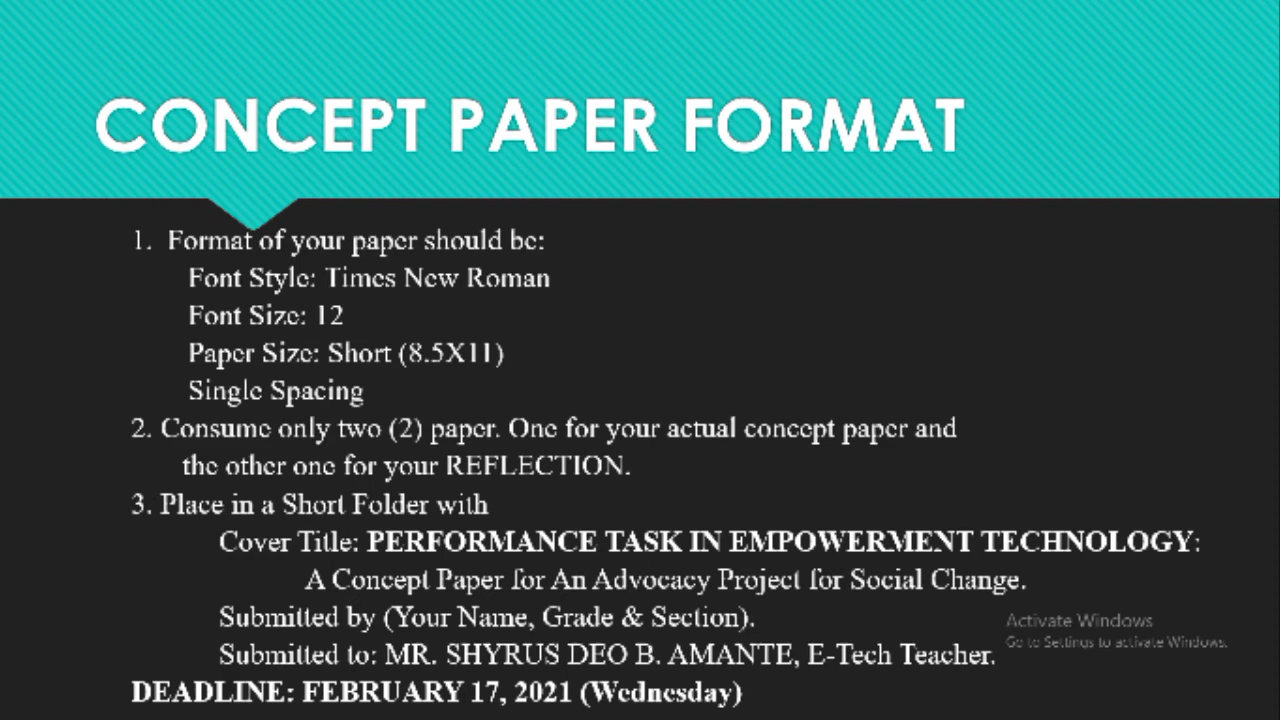 CONCEPT PAPER FORMAT
1. Format of your paper should be:
Font Style: Times New Roman
Font Size: 12
Paper Size: Short (8.5X11)
Single Spacing
2. Consume only two (2) paper. One for your actual concept paper and
the other one for your REFLECTION.
3. Place in a Short Folder with
Cover Title: PERFORMANCE TASK IN EMPOWERMENT TECHNOLOGY:
A Concept Paper for An Advocacy Project for Social Change.
Submitted by (Your Name, Grade & Section).
Submitted to: MR. SHYRUS DEO B. AMANTE, E-Tech Teacher.
DEADLINE: FEBRUARY 17, 2021 (Wednesday)
Activate Windows
Go to Settings to activate Windows.